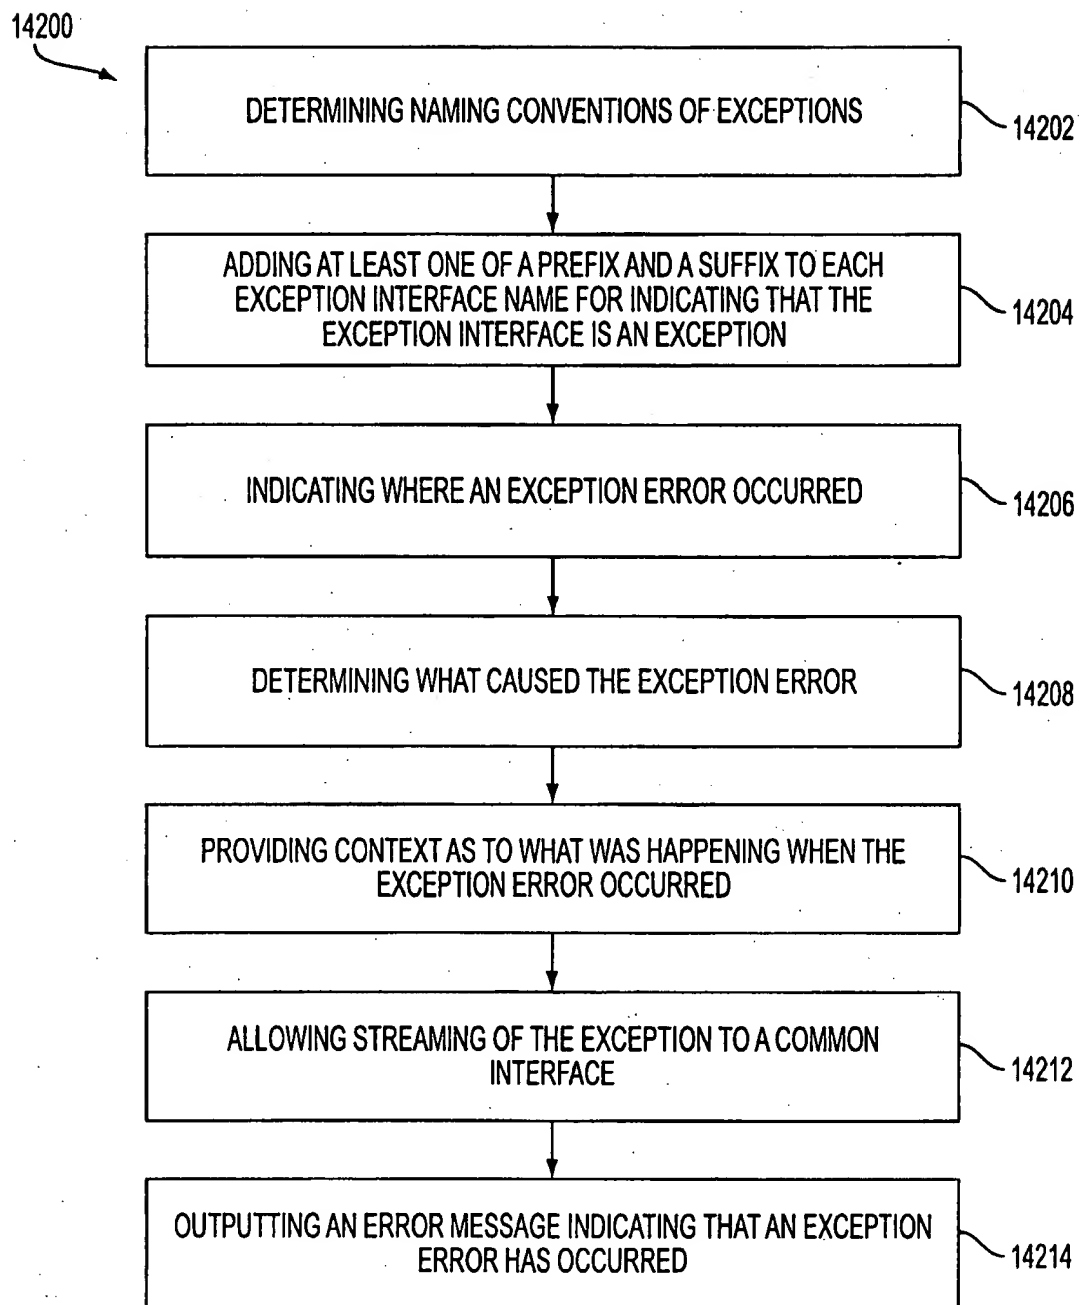 14200
DETERMINING NAMING CONVENTIONS OF EXCEPTIONS
14202
ADDING AT LEAST ONE OF A PREFIX AND A SUFFIX TO EACH
EXCEPTION INTERFACE NAME FOR INDICATING THAT THE
EXCEPTION INTERFACE IS AN EXCEPTION
14204
INDICATING WHERE AN EXCEPTION ERROR OCCURRED
14206
DETERMINING WHAT CAUSED THE EXCEPTION ERROR
14208
PROVIDING CONTEXT AS TO WHAT WAS HAPPENING WHEN THE
EXCEPTION ERROR OCCURRED
14210
ALLOWING STREAMING OF THE EXCEPTION TO A COMMON
INTERFACE
14212
OUTPUTTING AN ERROR MESSAGE INDICATING THAT AN EXCEPTION
ERROR HAS OCCURRED
14214